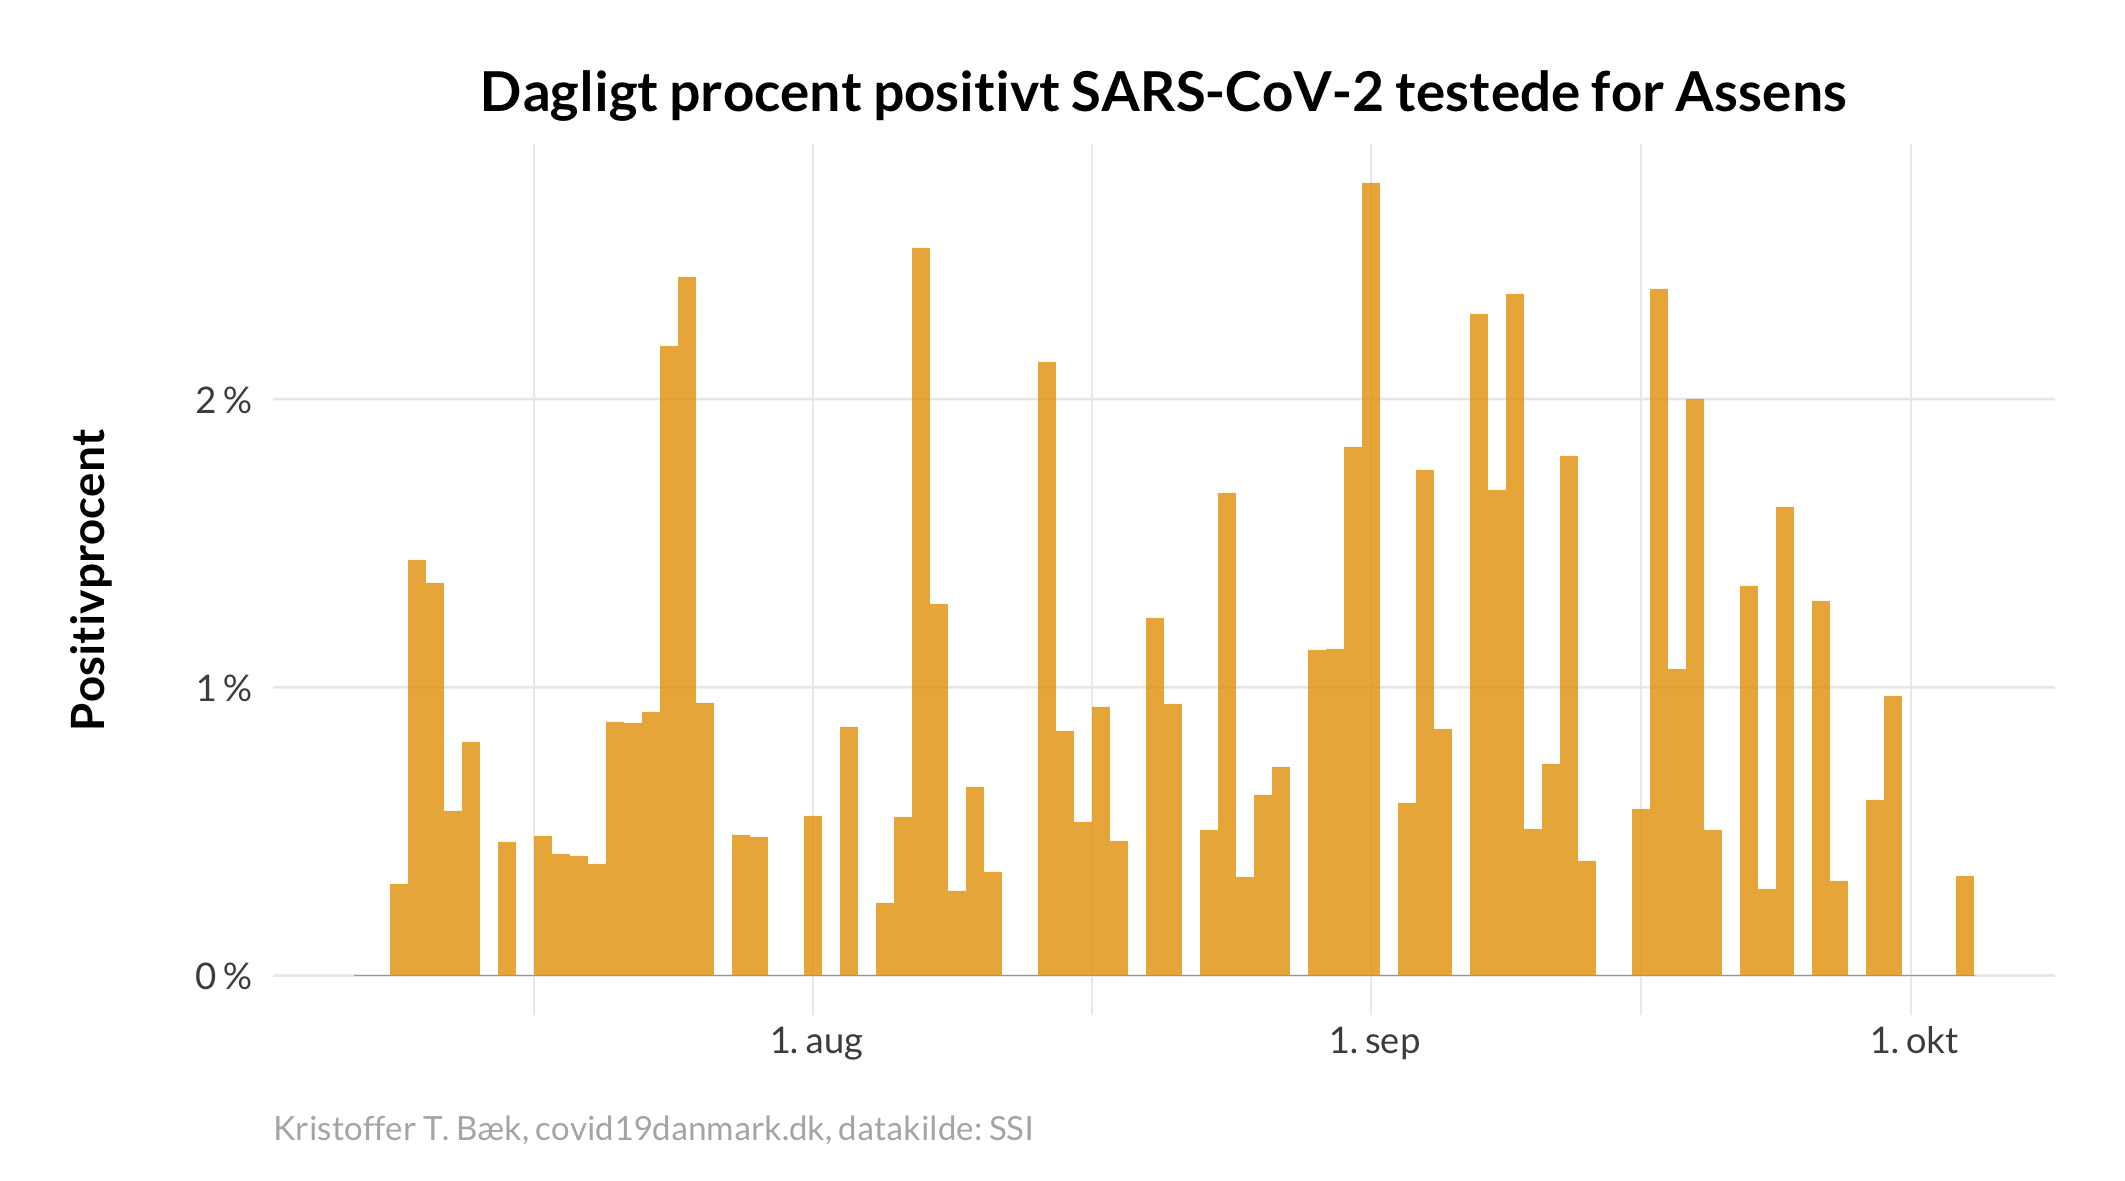 Dagligt procent positivt SARS-CoV-2 testede for Assens
Positivprocent
2 %
1 %
0 %
1. aug
1. sep
1. okt
Kristoffer T. Bæk, covid19danmark.dk, datakilde: SSI